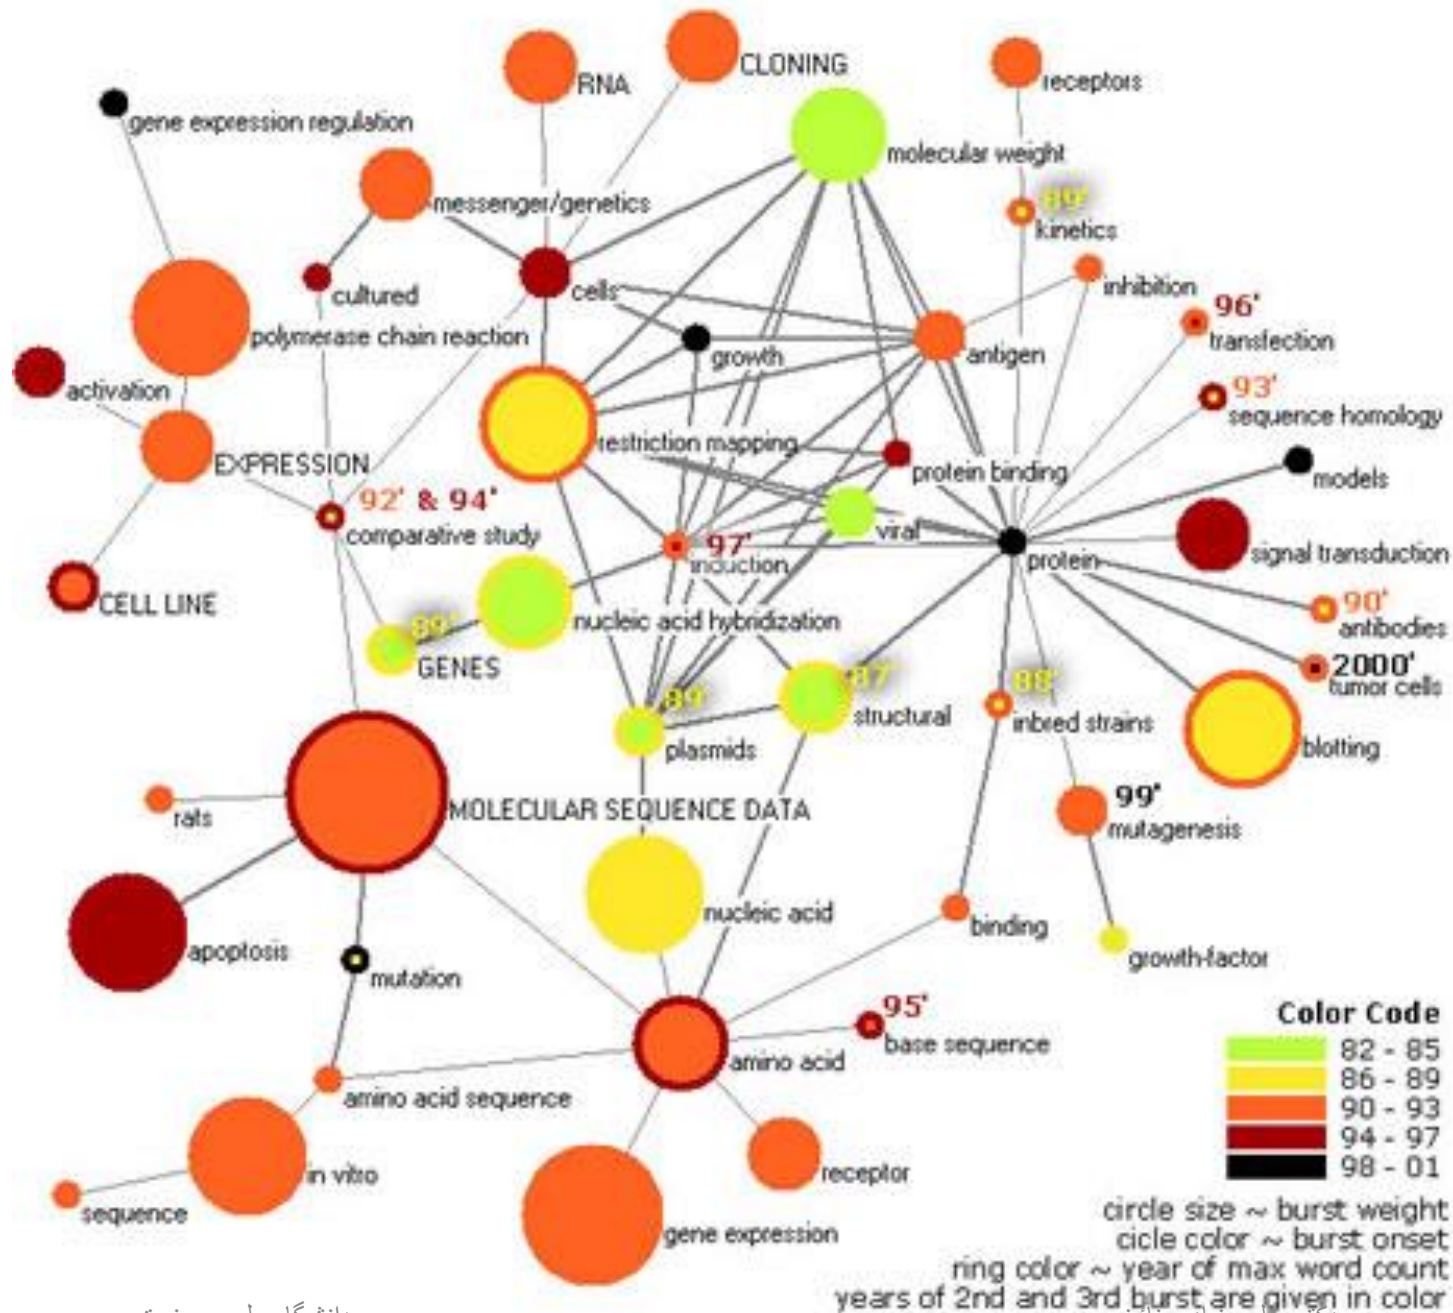 CLONING
RNA
receptors
gene expression regulation
molecular weight
messenger/genetics
89'
kinetics
cultured
cells
inhibition
96'
transfection
polymerase chain reaction
growth
antigen
activation
93'
sequence homology
restriction mapping
EXPRESSION
protein binding
models
92' & 94'
comparative study
viral
97'
induction
protein
signal transduction
CELL LINE
nucleic acid hybridization
90'
antibodies
89'
GENES
2000'
tumor cells
89'
plasmids
87'
structural
88'
inbred strains
blotting
rats
MOLECULAR SEQUENCE DATA
99'
mutagenesis
nucleic acid
binding
apoptosis
mutation
growth-factor
95'
base sequence
amino acid
amino acid sequence
in vitro
receptor
sequence
gene expression
Color Code
82 - 85
86 - 89
90 - 93
94 - 97
98 - 01
circle size ~ burst weight
cicle color ~ burst onset
ring color ~ year of max word count
years of 2nd and 3rd burst are given in color